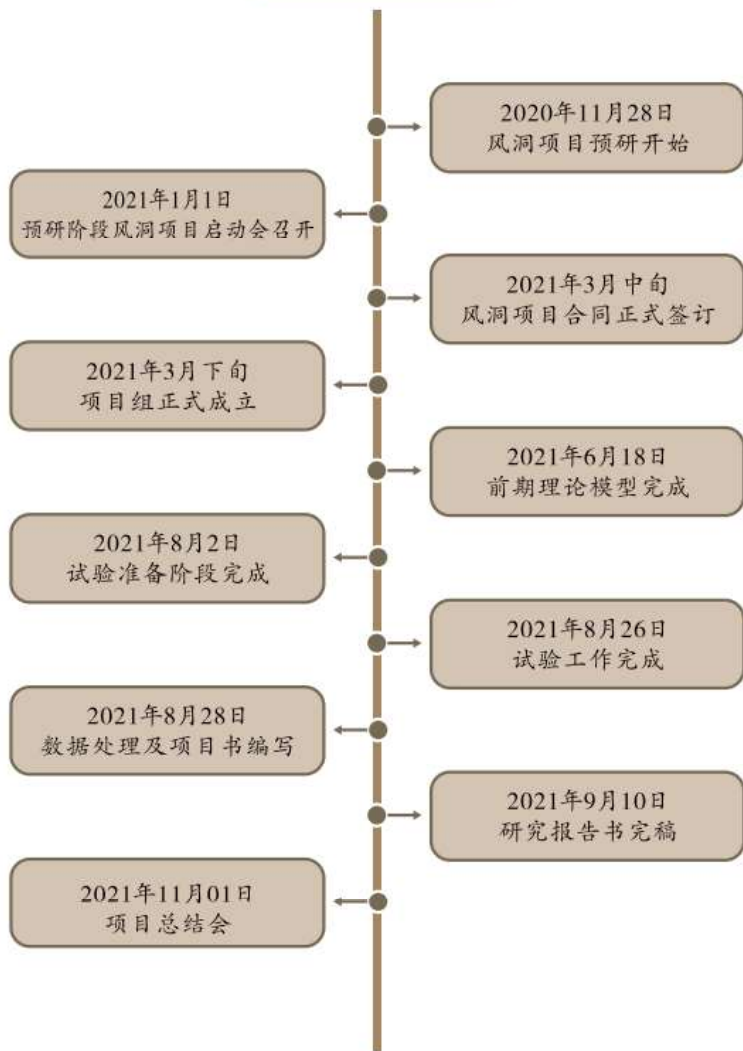 2020年11月28日
风洞项目预研开始
2021年1月1日
预研阶段风洞项目启动会召开
2021年3月中旬
风洞项目合同正式签订
2021年3月下旬
项目组正式成立
2021年6月18日
前期理论模型完成
2021年8月2日
试验准备阶段完成
2021年8月26日
试验工作完成
2021年8月28日
数据处理及项目书编写
2021年9月10日
研究报告书完稿
2021年11月01日
项目总结会